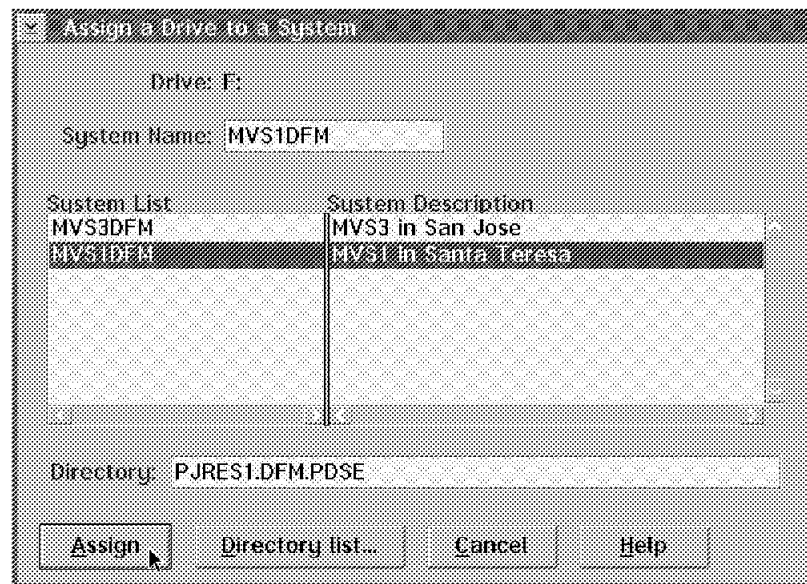 Assign a Drive to a System
Drive: F:
System Name: MVS1DFM
System List System Description
MVS3DFM MVS3 in San Jose
MVS1DFM MVS1 in Santa Teresa
Directory: PJRES1.DFM.PDSE
Assign Directory list... Cancel Help